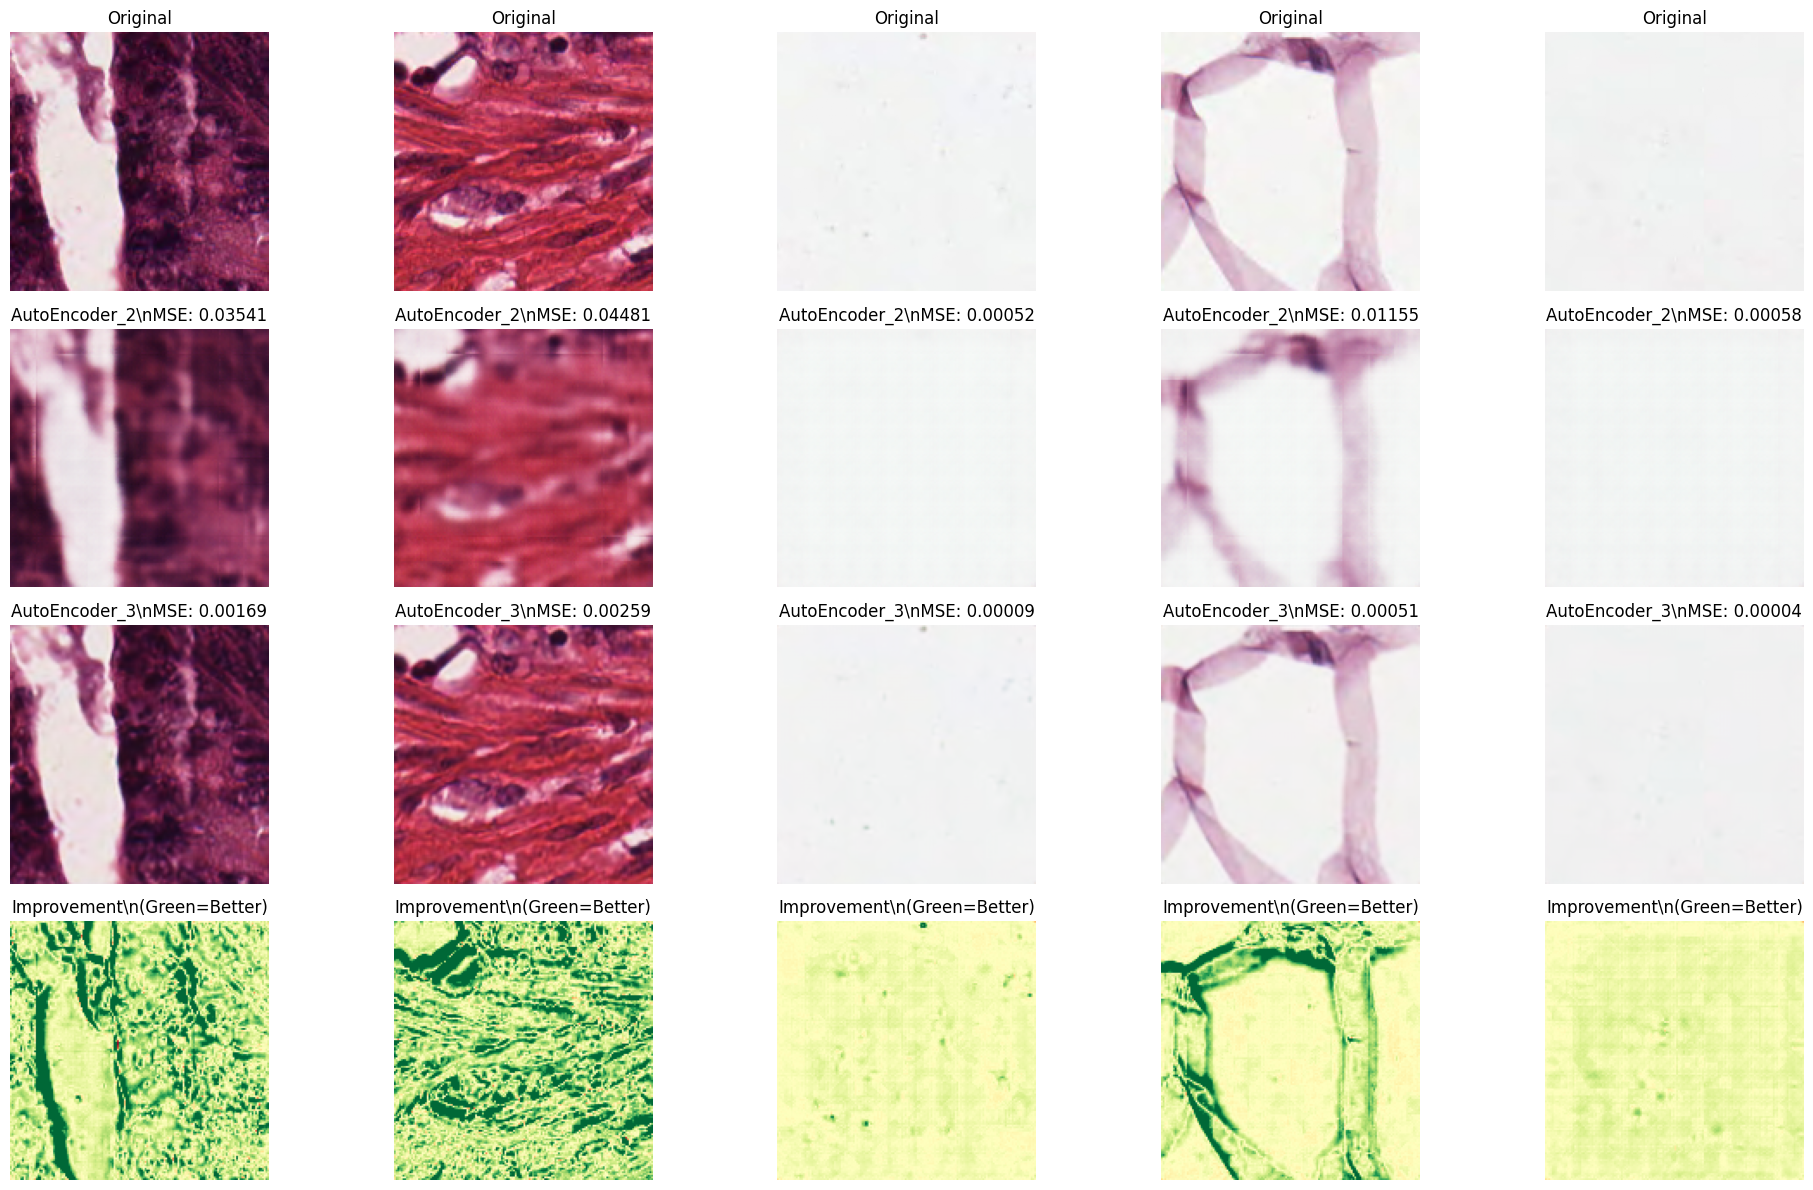 Original
Original
Original
Original
Original
AutoEncoder_2\nMSE: 0.03541
AutoEncoder_2\nMSE: 0.04481
AutoEncoder_2\nMSE: 0.00052
AutoEncoder_2\nMSE: 0.01155
AutoEncoder_2\nMSE: 0.00058
AutoEncoder_3\nMSE: 0.00169
AutoEncoder_3\nMSE: 0.00259
AutoEncoder_3\nMSE: 0.00009
AutoEncoder_3\nMSE: 0.00051
AutoEncoder_3\nMSE: 0.00004
Improvement\n(Green=Better)
Improvement\n(Green=Better)
Improvement\n(Green=Better)
Improvement\n(Green=Better)
Improvement\n(Green=Better)